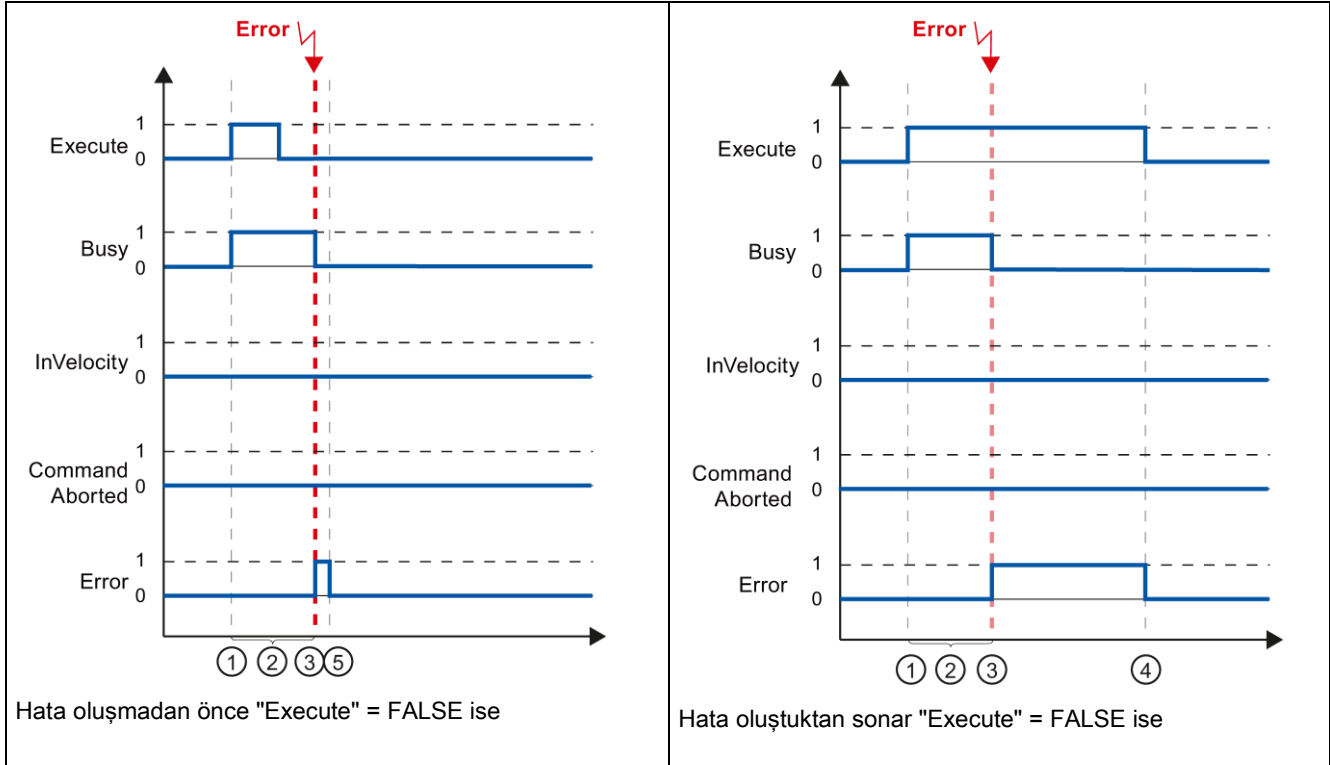 Error
1
Execute
0
1
Busy
0
1
InVelocity
0
1
Command
Aborted
0
1
Error
0
1 2 3 5
Hata oluşmadan önce "Execute" = FALSE ise
Error
1
Execute
0
1
Busy
0
1
InVelocity
0
1
Command
Aborted
0
1
Error
0
1 2 3 4
Hata oluştuktan sonar "Execute" = FALSE ise